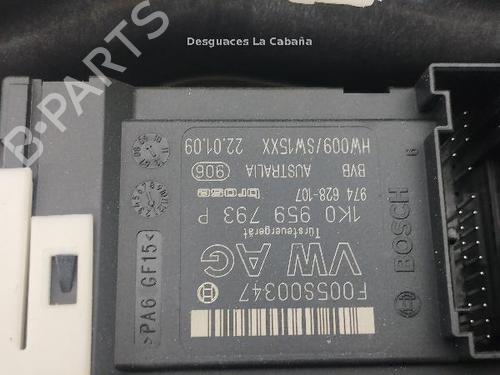 Desguaces La Cabaña
B-PARTS
HW009/SW15XX 22.01.09
BVB AUSTRALIA 906
974 628-107 brose
1K0 959 793 P
Türsteuergerät
VW AG
F005S00347
BOSCH
>PA6 GF15<